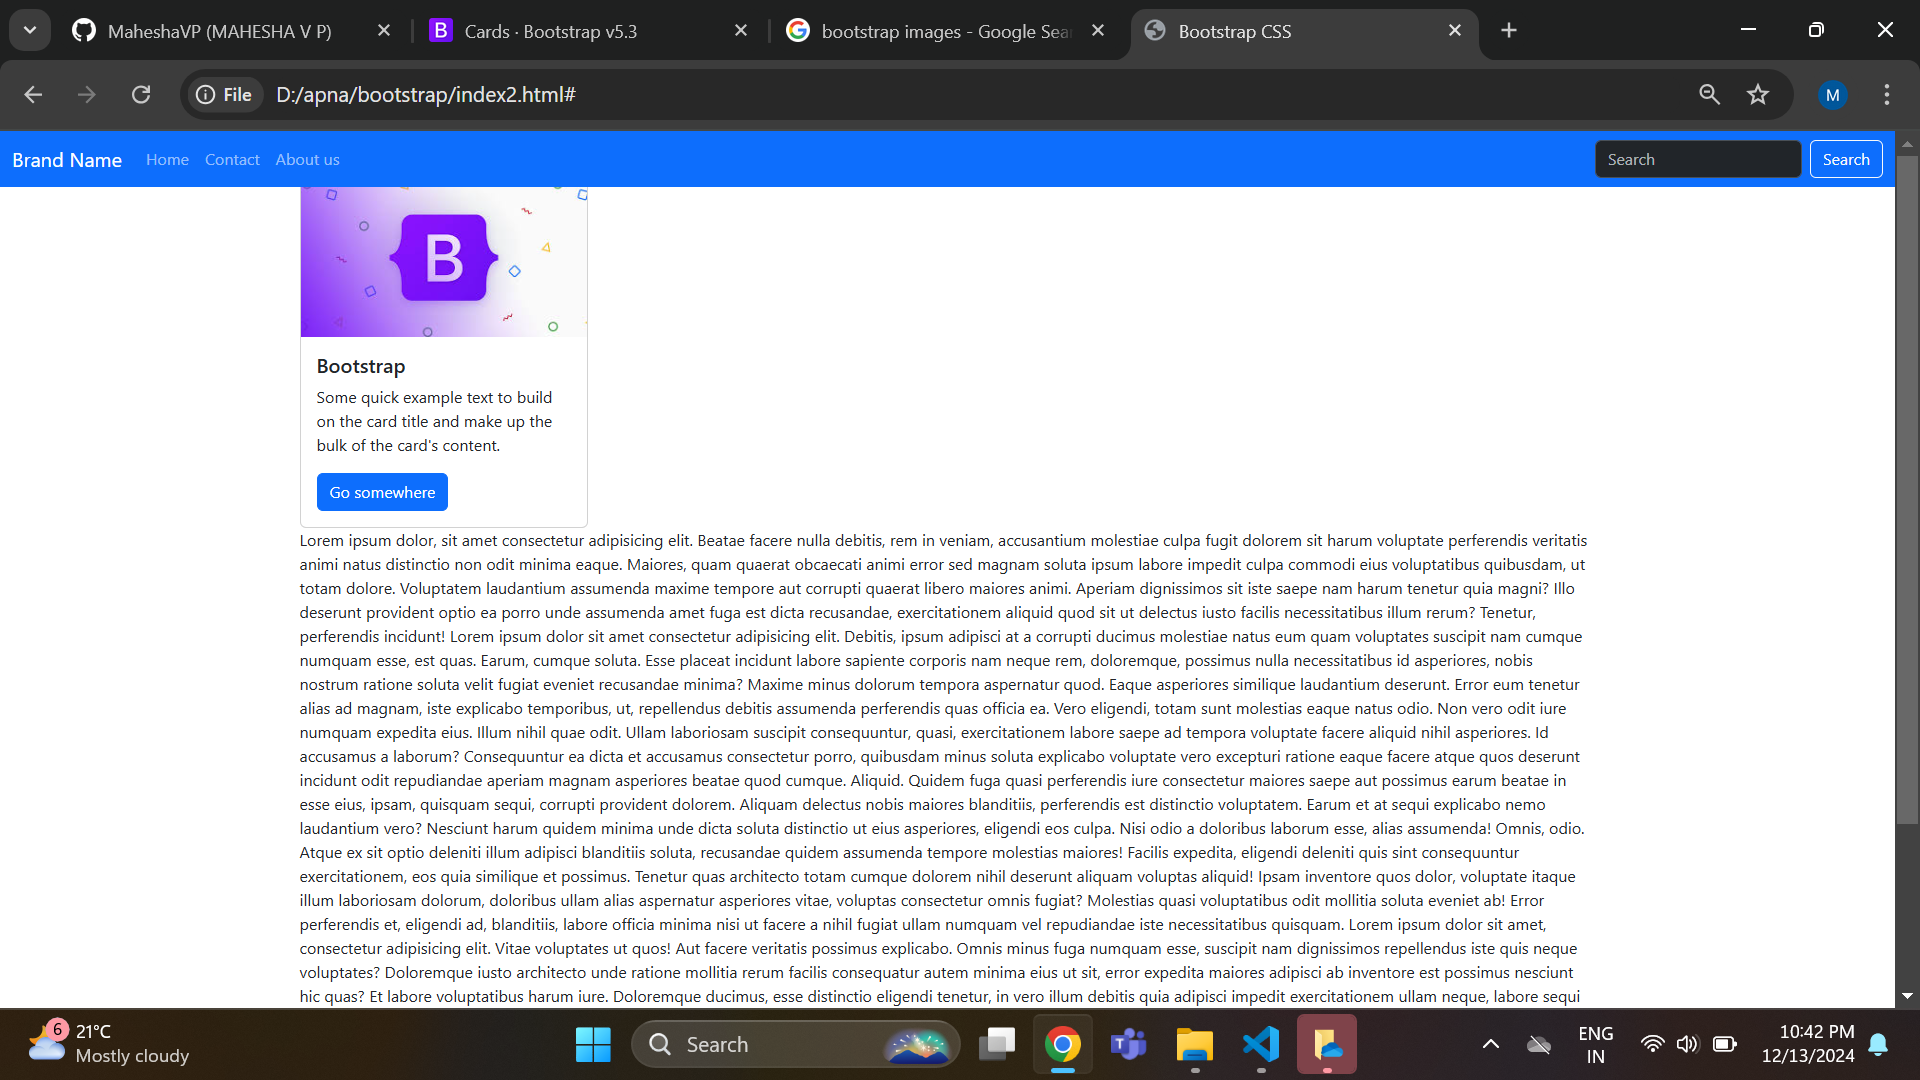 MaheshaVP (MAHESHA V P)
B Cards · Bootstrap v5.3
bootstrap images - Google Sea
Bootstrap CSS
File D:/apna/bootstrap/index2.html#
M
Brand Name Home Contact About us Search Search
B
Bootstrap
Some quick example text to build
on the card title and make up the
bulk of the card's content.
Go somewhere
Lorem ipsum dolor, sit amet consectetur adipisicing elit. Beatae facere nulla debitis, rem in veniam, accusantium molestiae culpa fugit dolorem sit harum voluptate perferendis veritatis
animi natus distinctio non odit minima eaque. Maiores, quam quaerat obcaecati animi error sed magnam soluta ipsum labore impedit culpa commodi eius voluptatibus quibusdam, ut
totam dolore. Voluptatem laudantium assumenda maxime tempore aut corrupti quaerat libero maiores animi. Aperiam dignissimos sit iste saepe nam harum tenetur quia magni? Illo
deserunt provident optio ea porro unde assumenda amet fuga est dicta recusandae, exercitationem aliquid quod sit ut delectus iusto facilis necessitatibus illum rerum? Tenetur,
perferendis incidunt! Lorem ipsum dolor sit amet consectetur adipisicing elit. Debitis, ipsum adipisci at a corrupti ducimus molestiae natus eum quam voluptates suscipit nam cumque
numquam esse, est quas. Earum, cumque soluta. Esse placeat incidunt labore sapiente corporis nam neque rem, doloremque, possimus nulla necessitatibus id asperiores, nobis
nostrum ratione soluta velit fugiat eveniet recusandae minima? Maxime minus dolorum tempora aspernatur quod. Eaque asperiores similique laudantium deserunt. Error eum tenetur
alias ad magnam, iste explicabo temporibus, ut, repellendus debitis assumenda perferendis quas officia ea. Vero eligendi, totam sunt molestias eaque natus odio. Non vero odit iure
numquam expedita eius. Illum nihil quae odit. Ullam laboriosam suscipit consequuntur, quasi, exercitationem labore saepe ad tempora voluptate facere aliquid nihil asperiores. Id
accusamus a laborum? Consequuntur ea dicta et accusamus consectetur porro, quibusdam minus soluta explicabo voluptate vero excepturi ratione eaque facere atque quos deserunt
incidunt odit repudiandae aperiam magnam asperiores beatae quod cumque. Aliquid. Quidem fuga quasi perferendis iure consectetur maiores saepe aut possimus earum beatae in
esse eius, ipsam, quisquam sequi, corrupti provident dolorem. Aliquam delectus nobis maiores blanditiis, perferendis est distinctio voluptatem. Earum et at sequi explicabo nemo
laudantium vero? Nesciunt harum quidem minima unde dicta soluta distinctio ut eius asperiores, eligendi eos culpa. Nisi odio a doloribus laborum esse, alias assumenda! Omnis, odio.
Atque ex sit optio deleniti illum adipisci blanditiis soluta, recusandae quidem assumenda tempore molestias maiores! Facilis expedita, eligendi deleniti quis sint consequuntur
exercitationem, eos quia similique et possimus. Tenetur quas architecto totam cumque dolorem nihil deserunt aliquam voluptas aliquid! Ipsam inventore quos dolor, voluptate itaque
illum laboriosam dolorum, doloribus ullam alias aspernatur asperiores vitae, voluptas consectetur omnis fugiat? Molestias quasi voluptatibus odit mollitia soluta eveniet ab! Error
perferendis et, eligendi ad, blanditiis, labore officia minima nisi ut facere a nihil fugiat ullam numquam vel repudiandae iste necessitatibus quisquam. Lorem ipsum dolor sit amet,
consectetur adipisicing elit. Vitae voluptates ut quos! Aut facere veritatis possimus explicabo. Omnis minus fuga numquam esse, suscipit nam dignissimos repellendus iste quis neque
voluptates? Doloremque iusto architecto unde ratione mollitia rerum facilis consequatur autem minima eius ut sit, error expedita maiores adipisci ab inventore est possimus nesciunt
hic quas? Et labore voluptatibus harum iure. Doloremque ducimus, esse distinctio eligendi tenetur, in vero illum debitis quia adipisci impedit exercitationem ullam neque, labore sequi
6
21°C
Mostly cloudy
Search
ENG
IN
10:42 PM
12/13/2024